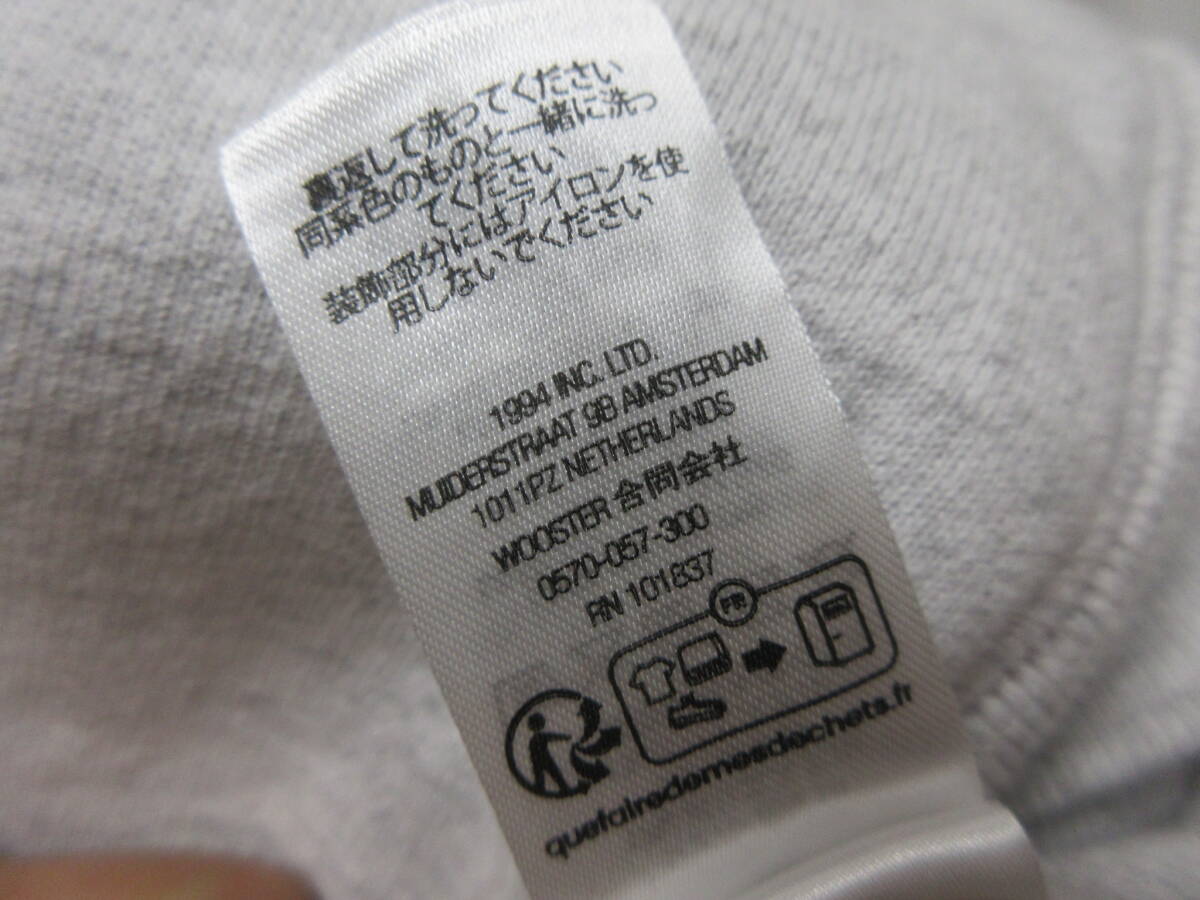 裏返して洗ってください
同系色のものと一緒に洗っ
てください
装飾部分にはアイロンを使
用しないでください
1994 INC. LTD.
MUIDERSTRAAT 9B AMSTERDAM
1011PZ NETHERLANDS
WOOSTER 合同会社
0570-057-300
RN 101837
FR
quefairedemesdechets.fr